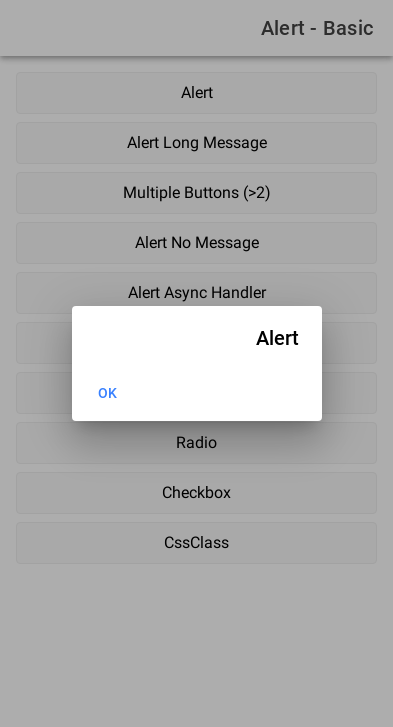 Alert - Basic
Alert
Alert Long Message
Multiple Buttons (>2)
Alert No Message
Alert Async Handler
Alert
OK
Radio
Checkbox
CssClass